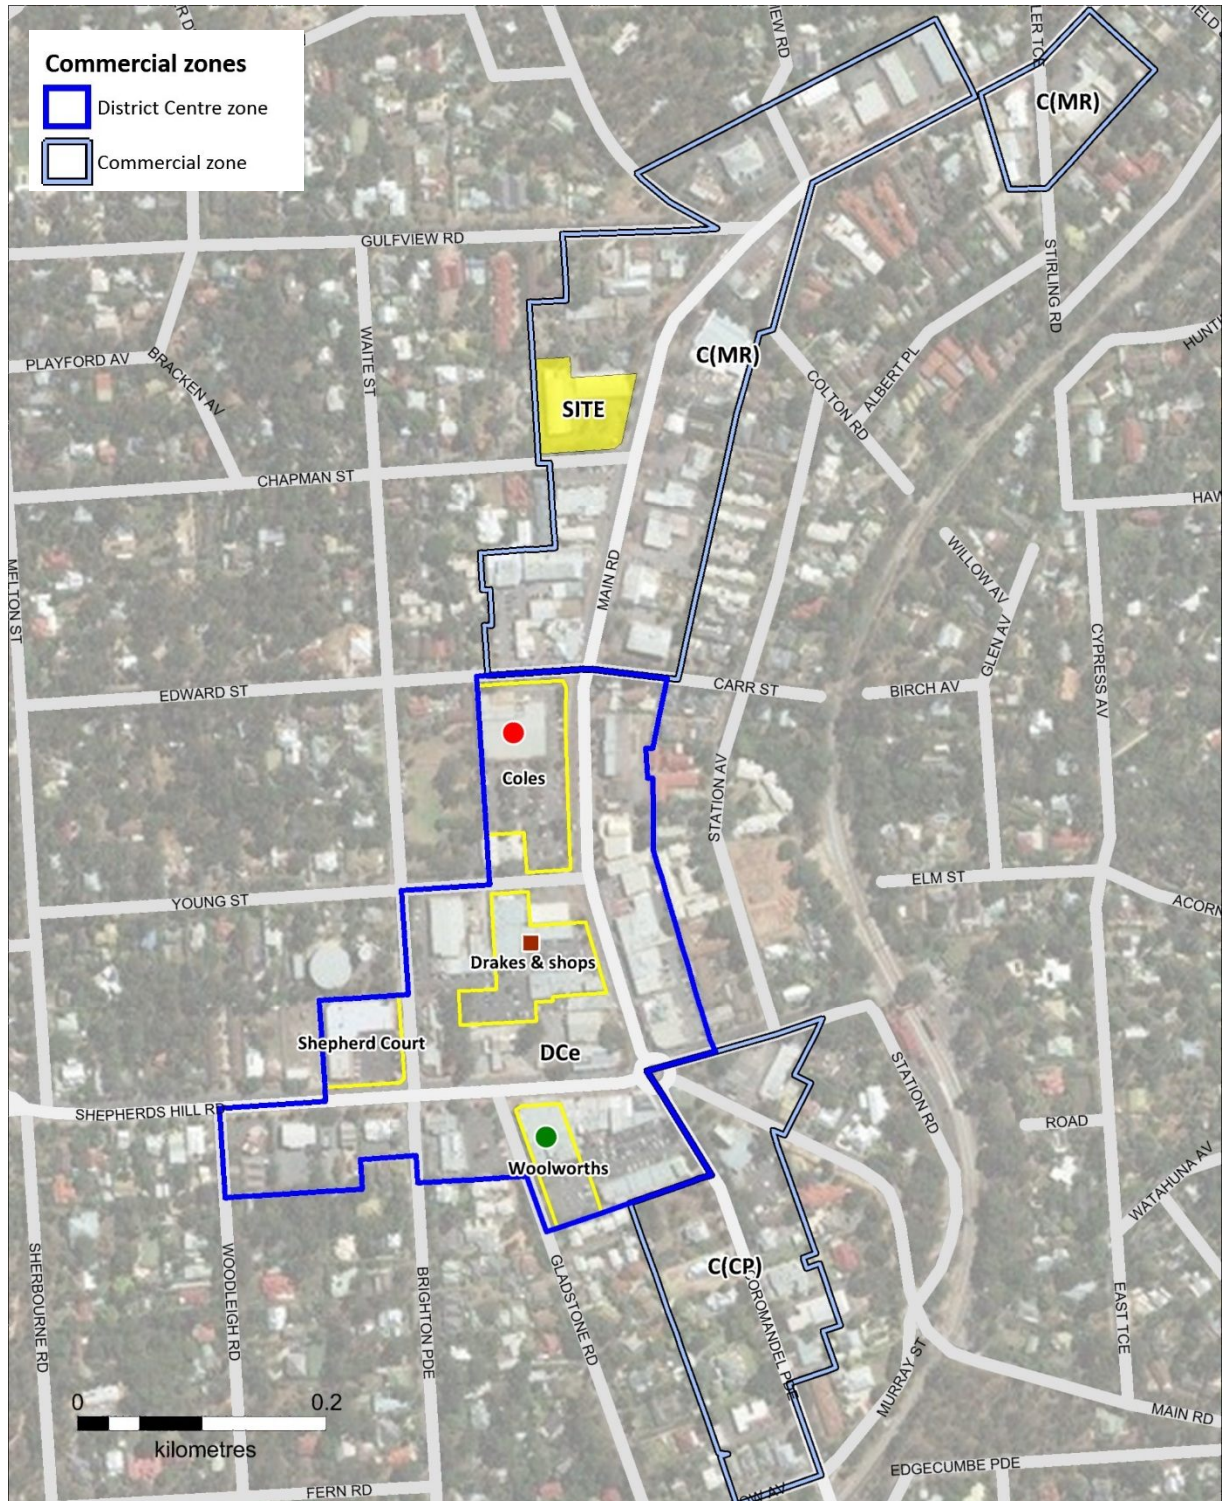 Commercial zones
District Centre zone
Commercial zone
C(MR)
GULFVIEW RD
STIRLING RD
PLAYFORD AV
BRACKEN AV
WAITE ST
C(MR)
COLTON RD
ALBERT PL
SITE
CHAPMAN ST
MELTON ST
MAIN RD
WILLOW AV
GLEN AV
CYPRESS AV
EDWARD ST
CARR ST
BIRCH AV
Coles
STATION AV
YOUNG ST
ELM ST
ACORN
Drakes & shops
Shepherd Court
DCe
SHEPHERDS HILL RD
STATION RD
ROAD
Woolworths
WATAHUNA AV
SHERBOURNE RD
WOODLEIGH RD
BRIGHTON PDE
GLADSTONE RD
C(CP)
COROMANDEL PDE
EAST TCE
MURRAY ST
0 0.2
kilometres
MAIN RD
EDGECUMBE PDE
FERN RD